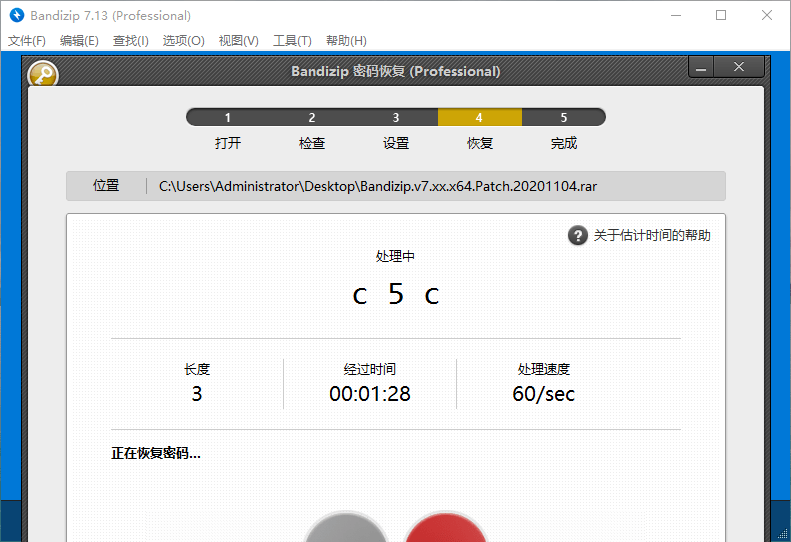 Bandizip 7.13 (Professional)
文件(F) 编辑(E) 查找(I) 选项(O) 视图(V) 工具(T) 帮助(H)
Bandizip 密码恢复 (Professional)
1 2 3 4 5
打开 检查 设置 恢复 完成
位置 C:\Users\Administrator\Desktop\Bandizip.v7.xx.x64.Patch.20201104.rar
? 关于估计时间的帮助
处理中
c 5 c
长度 经过时间 处理速度
3 00:01:28 60/sec
正在恢复密码...